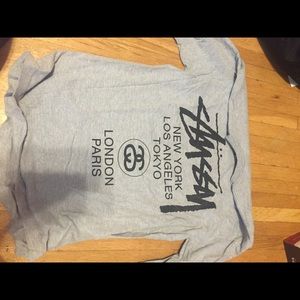 Stüssy
NEW YORK
LOS ANGELES
TOKYO
LONDON
PARIS